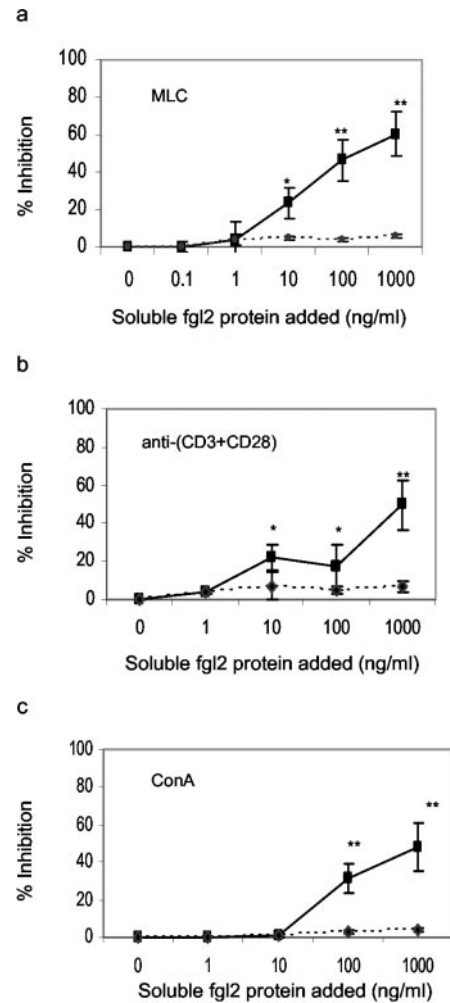 a
MLC
% Inhibition
100
80
60
40
20
0
*
**
**
0 0.1 1 10 100 1000
Soluble fgl2 protein added (ng/ml)
b
anti-(CD3+CD28)
% Inhibition
100
80
60
40
20
0
*
*
**
0 1 10 100 1000
Soluble fgl2 protein added (ng/ml)
c
ConA
% Inhibition
100
80
60
40
20
0
**
**
0 1 10 100 1000
Soluble fgl2 protein added (ng/ml)